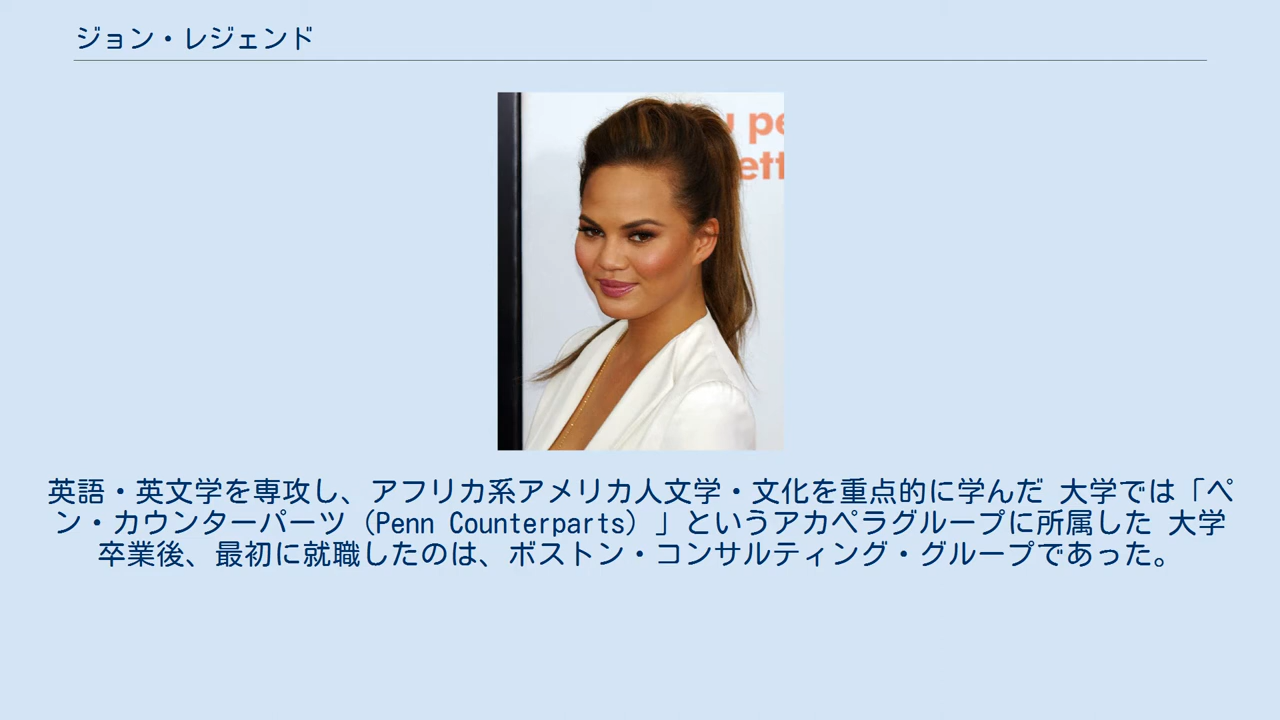 ジョン・レジェンド
u pe
ett
英語・英文学を専攻し、アフリカ系アメリカ人文学・文化を重点的に学んだ 大学では「ペ
ン・カウンターパーツ（Penn Counterparts）」というアカペラグループに所属した 大学
卒業後、最初に就職したのは、ボストン・コンサルティング・グループであった。